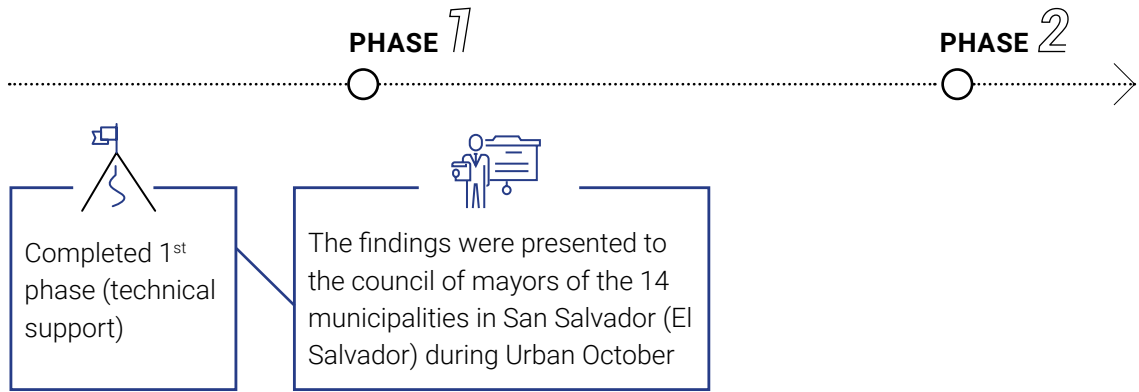 PHASE 1
PHASE 2
Completed 1st
phase (technical
support)
The findings were presented to
the council of mayors of the 14
municipalities in San Salvador (El
Salvador) during Urban October